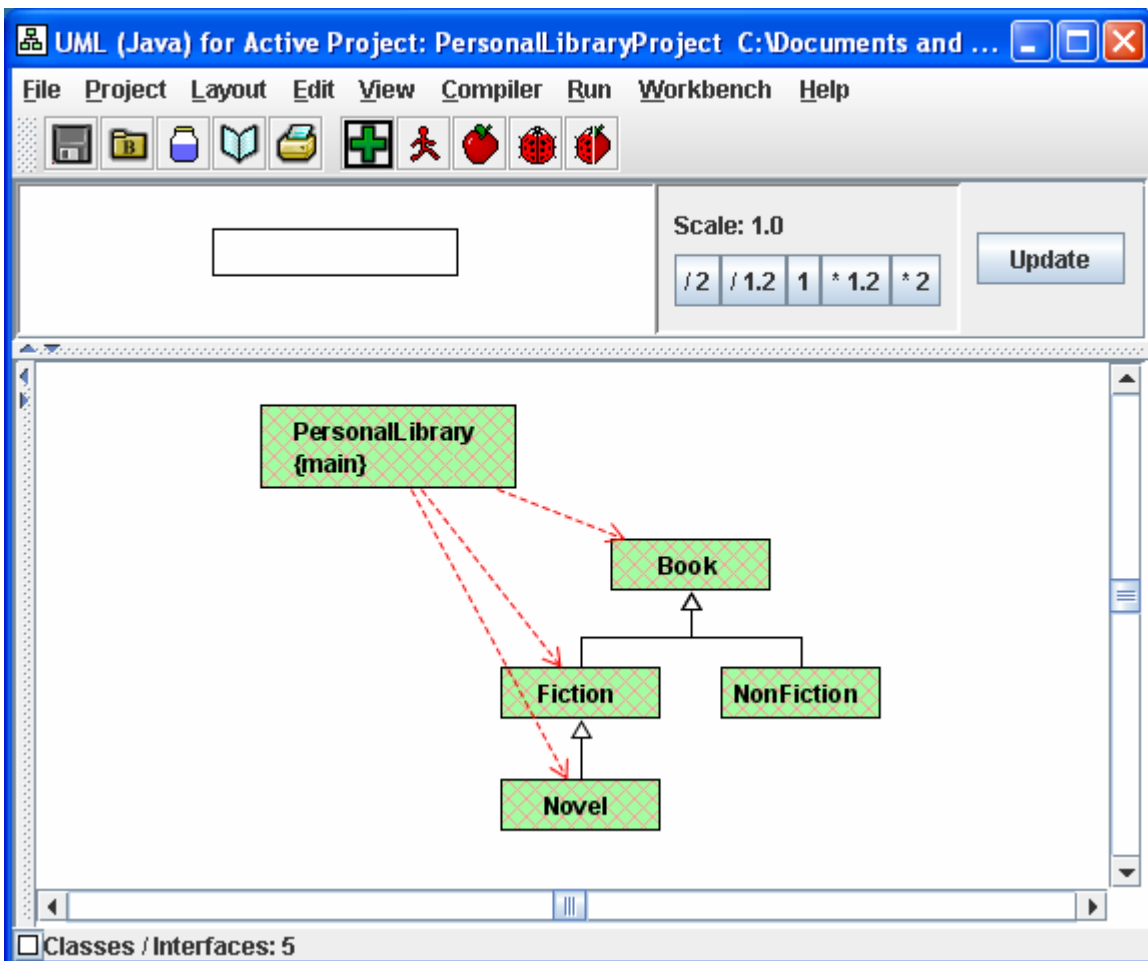 UML (Java) for Active Project: PersonalLibraryProject C:\Documents and ...
File Project Layout Edit View Compiler Run Workbench Help
B
Scale: 1.0
/ 2 / 1.2 1 * 1.2 * 2
Update
PersonalLibrary
{main}
Book
Fiction
NonFiction
Novel
Classes / Interfaces: 5